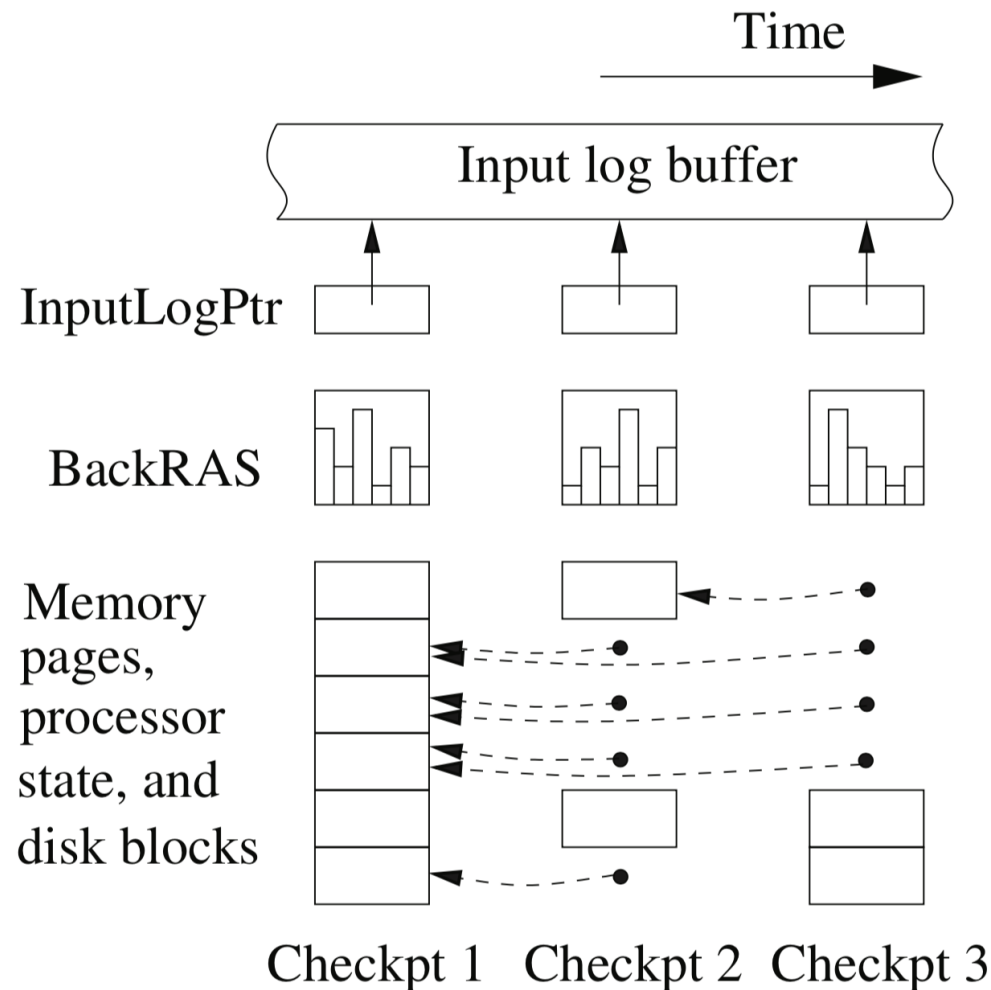 Time
Input log buffer
InputLogPtr
BackRAS
Memory
pages,
processor
state, and
disk blocks
Checkpt 1 Checkpt 2 Checkpt 3